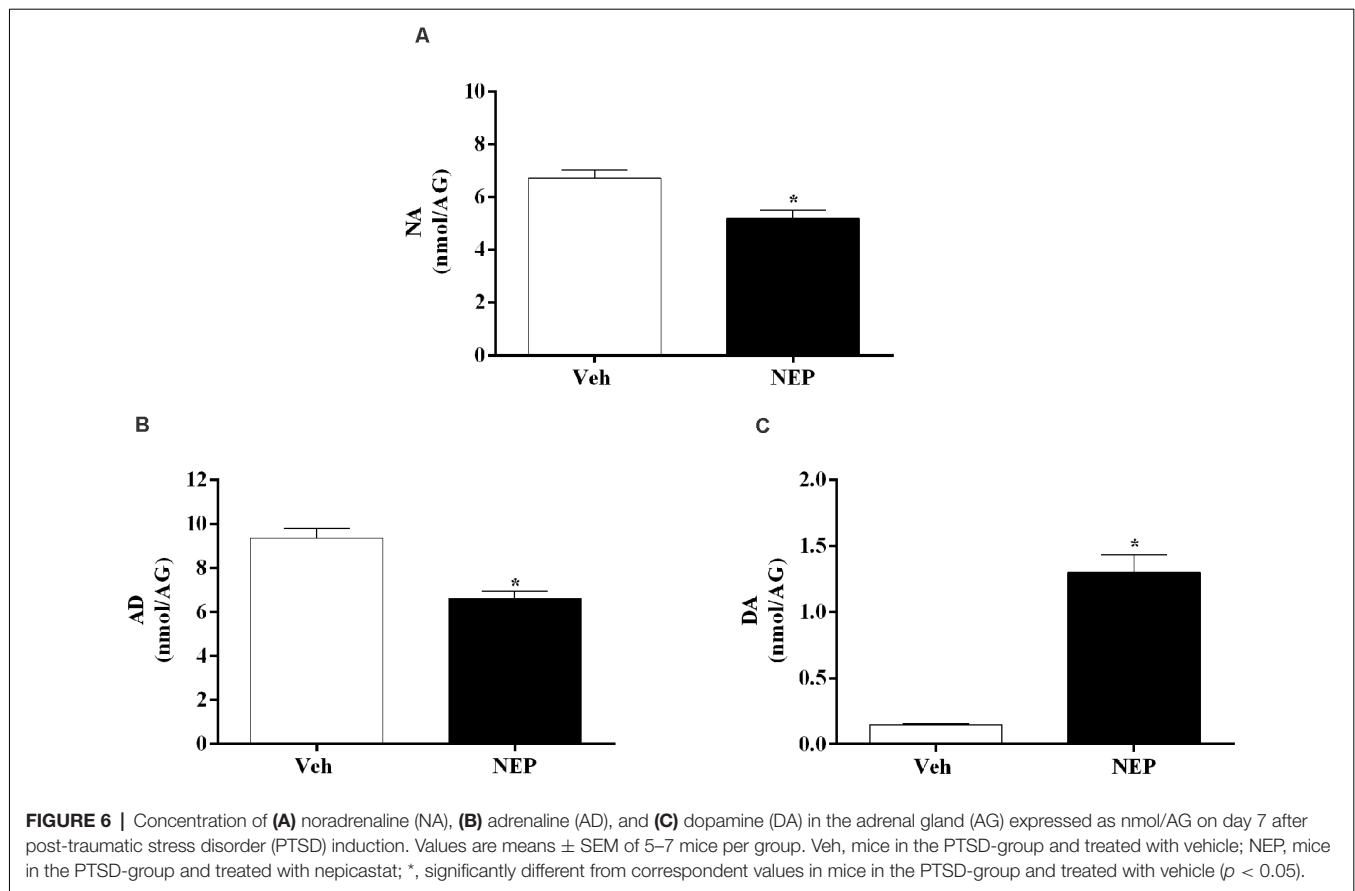 A
10
8
6
4
2
0
NA
(nmol/AG)
*
Veh
NEP
B
12
10
8
6
4
2
0
AD
(nmol/AG)
*
Veh
NEP
C
2.0
1.5
1.0
0.5
0.0
DA
(nmol/AG)
*
Veh
NEP
FIGURE 6 | Concentration of (A) noradrenaline (NA), (B) adrenaline (AD), and (C) dopamine (DA) in the adrenal gland (AG) expressed as nmol/AG on day 7 after
post-traumatic stress disorder (PTSD) induction. Values are means ± SEM of 5–7 mice per group. Veh, mice in the PTSD-group and treated with vehicle; NEP, mice
in the PTSD-group and treated with nepicastat; *, significantly different from correspondent values in mice in the PTSD-group and treated with vehicle (p < 0.05).